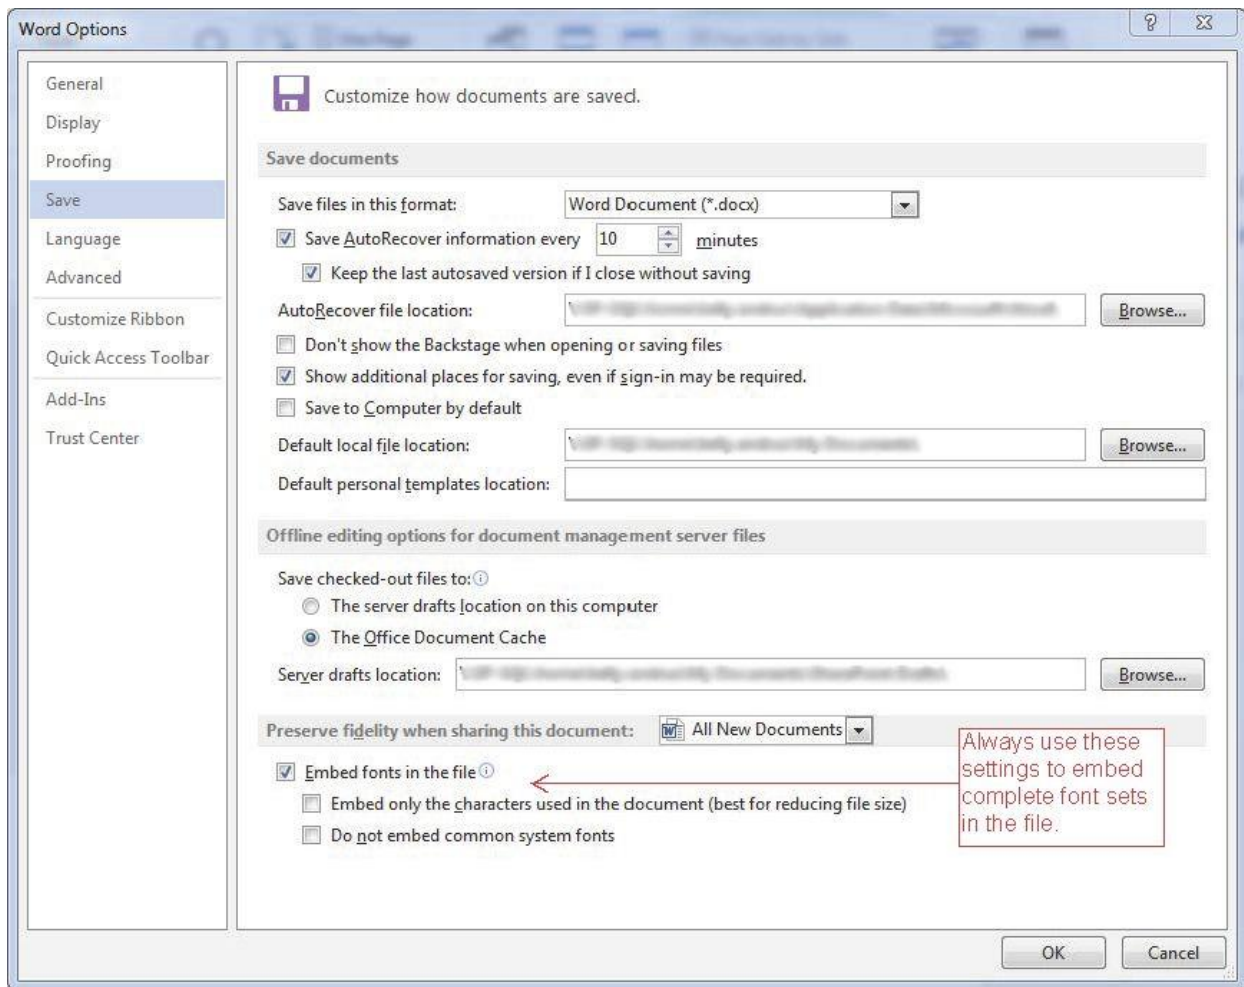 Word Options
General
Display
Proofing
Save
Language
Advanced
Customize Ribbon
Quick Access Toolbar
Add-Ins
Trust Center
Customize how documents are saved.
Save documents
Save files in this format: Word Document (*.docx)
Save AutoRecover information every 10 minutes
Keep the last autosaved version if I close without saving
AutoRecover file location: Browse...
Don't show the Backstage when opening or saving files
Show additional places for saving, even if sign-in may be required.
Save to Computer by default
Default local file location: Browse...
Default personal templates location:
Offline editing options for document management server files
Save checked-out files to:
The server drafts location on this computer
The Office Document Cache
Server drafts location: Browse...
Preserve fidelity when sharing this document: All New Documents
Embed fonts in the file
Embed only the characters used in the document (best for reducing file size)
Do not embed common system fonts
Always use these
settings to embed
complete font sets
in the file.
OK Cancel